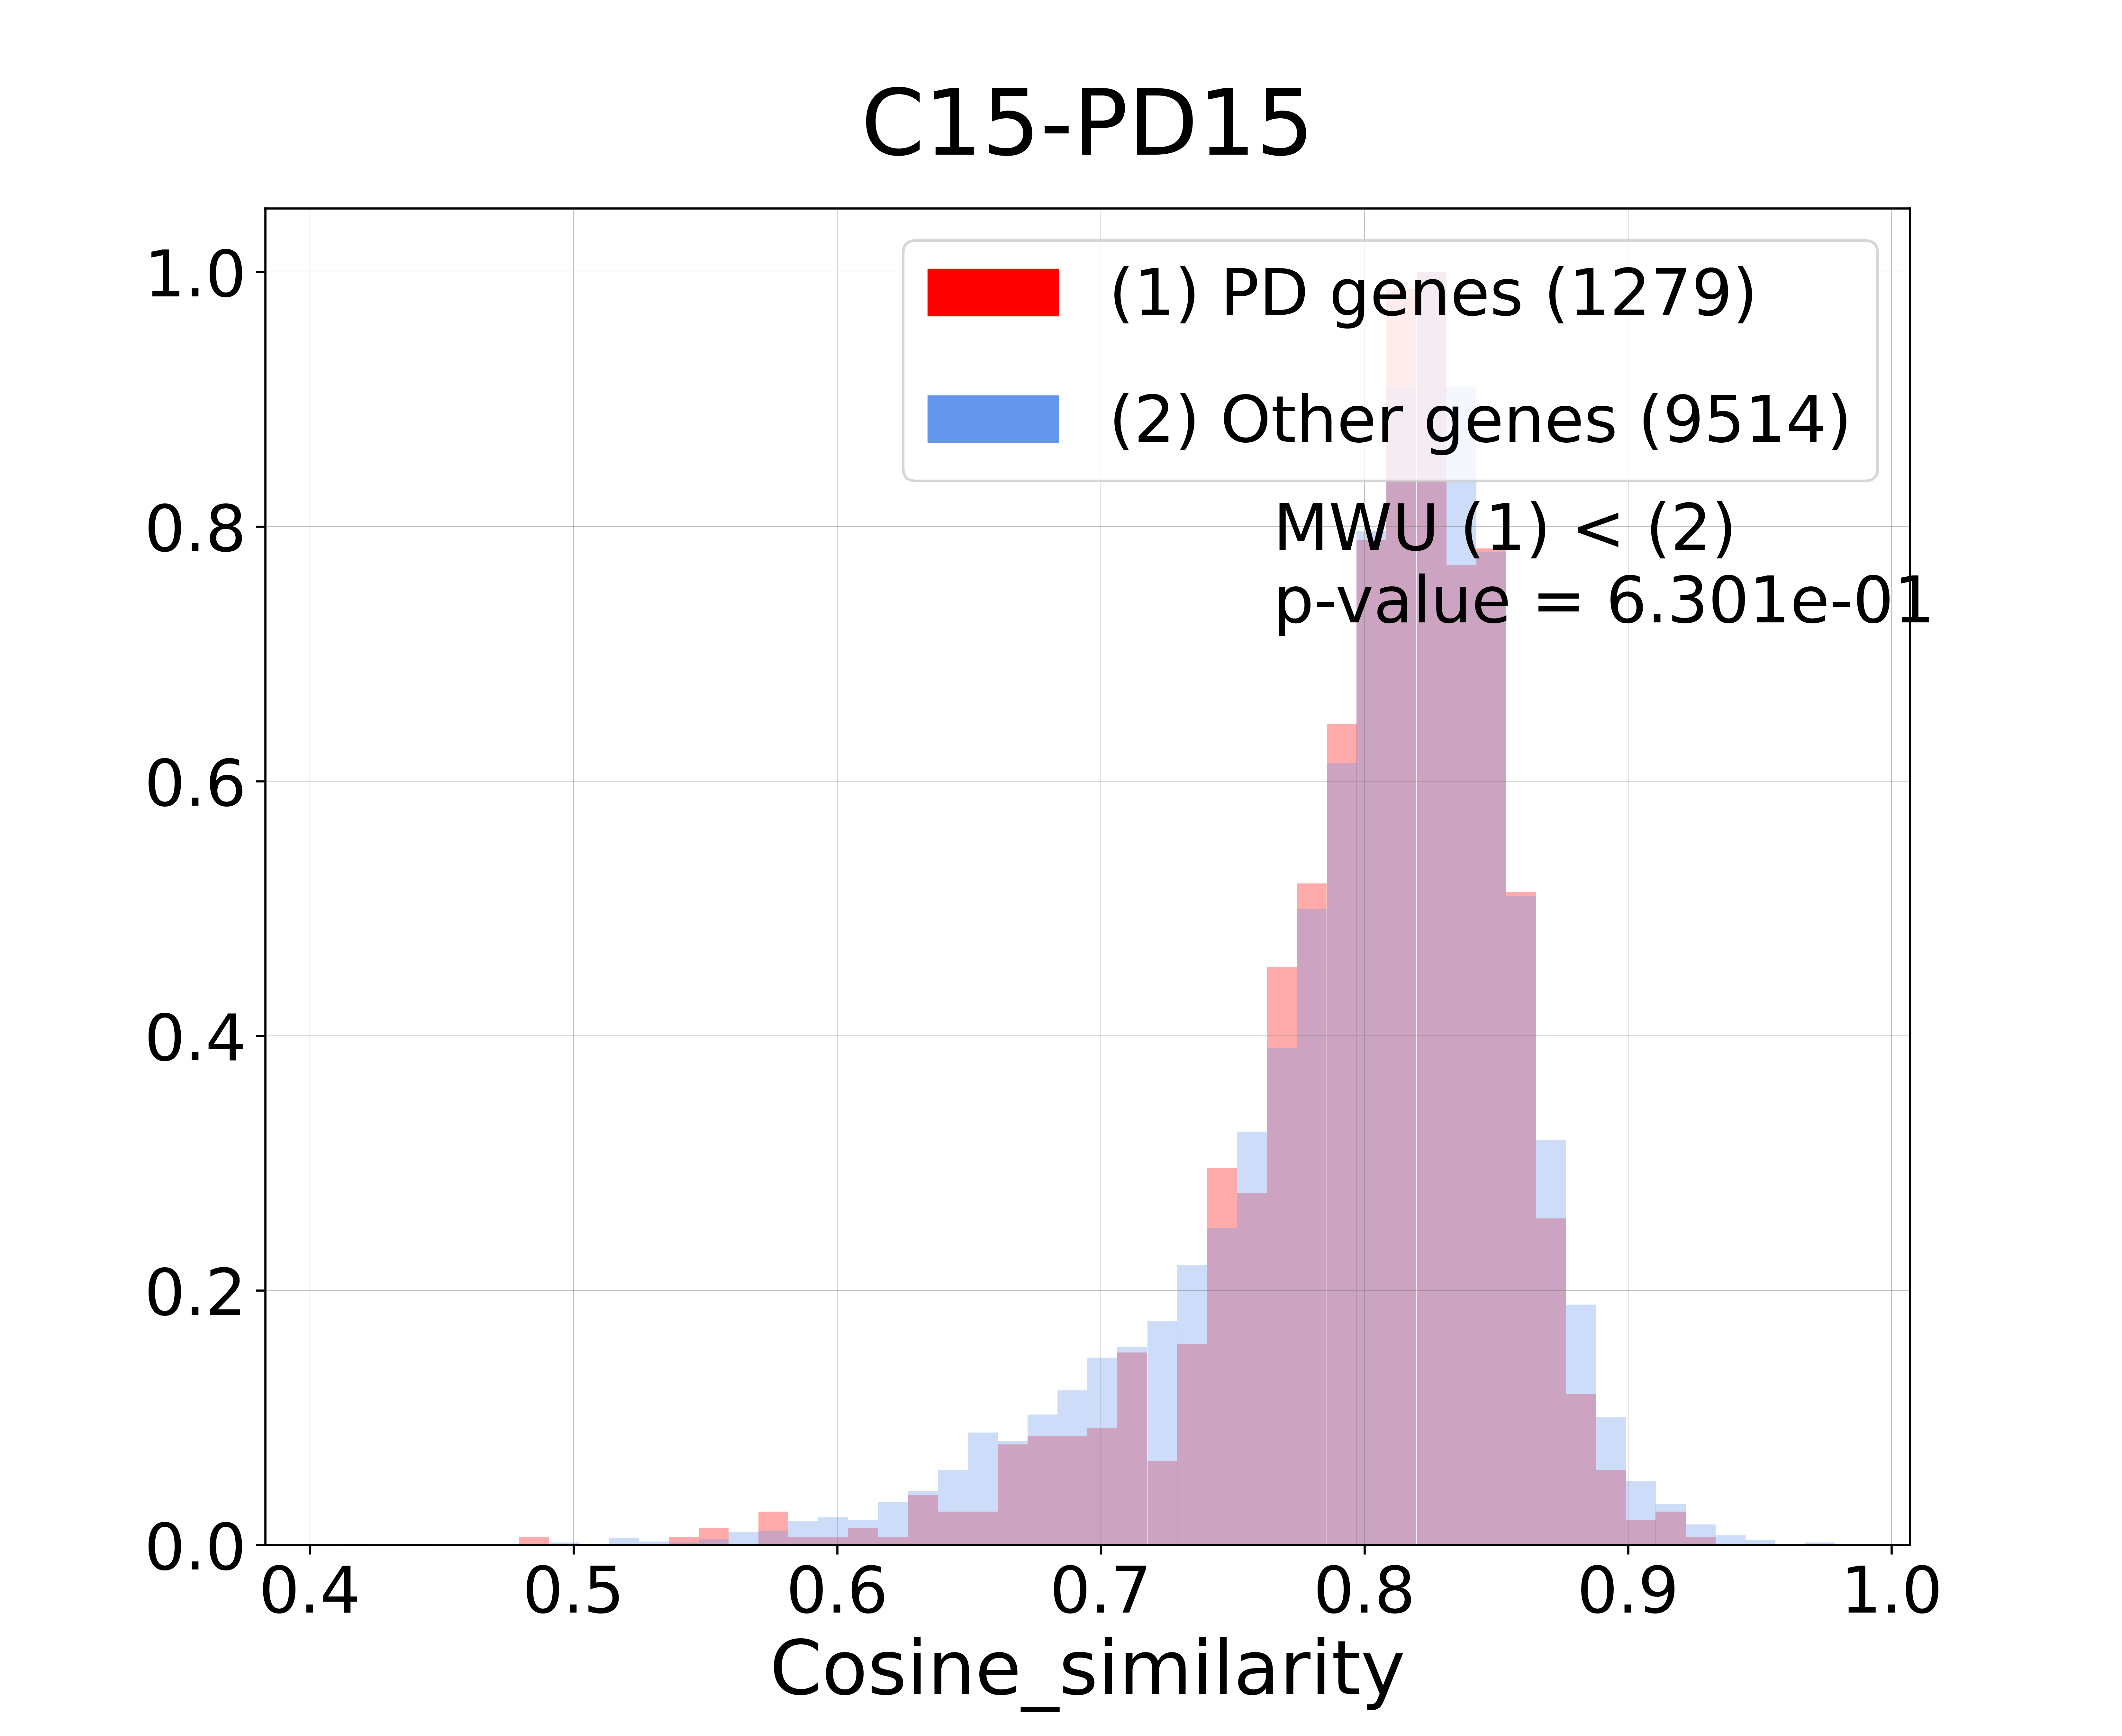 C15-PD15
1.0
0.8
0.6
0.4
0.2
0.0
(1) PD genes (1279)
(2) Other genes (9514)
MWU (1) < (2)
p-value = 6.301e-01
0.4 0.5 0.6 0.7 0.8 0.9 1.0
Cosine_similarity